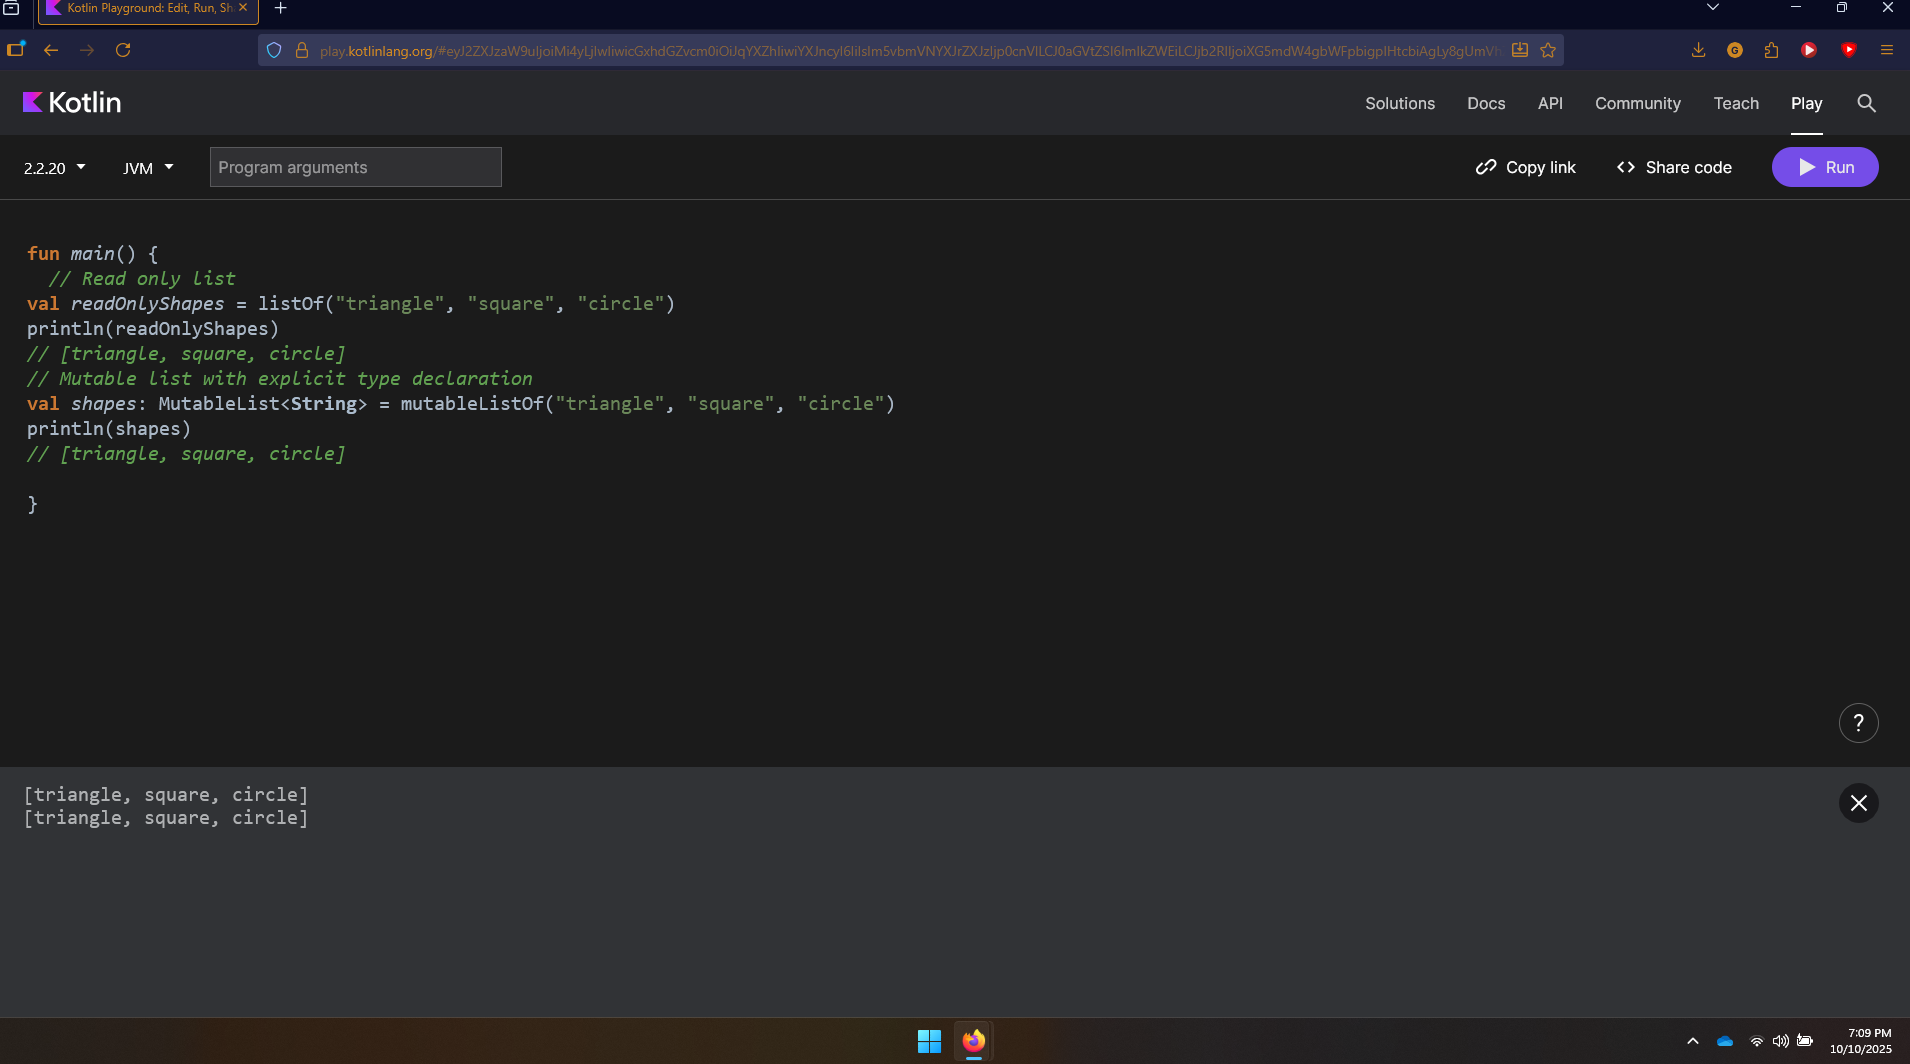 Kotlin Playground: Edit, Run, Sh
play.kotlinlang.org/
Kotlin
Solutions Docs API Community Teach Play
2.2.20 JVM Program arguments Copy link Share code Run
fun main() {
// Read only list
val readOnlyShapes = listOf("triangle", "square", "circle")
println(readOnlyShapes)
// [triangle, square, circle]
// Mutable list with explicit type declaration
val shapes: MutableList<String> = mutableListOf("triangle", "square", "circle")
println(shapes)
// [triangle, square, circle]
}
?
[triangle, square, circle]
[triangle, square, circle]
7:09 PM
10/10/2025